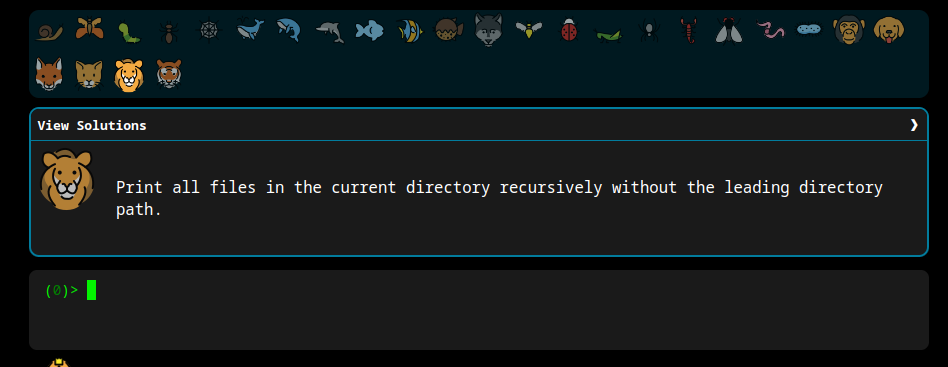 View Solutions ❯
Print all files in the current directory recursively without the leading directory
path.
(0)>